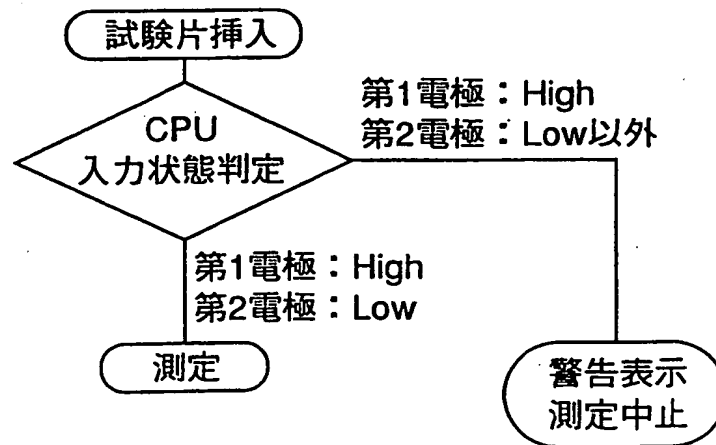 試験片挿入
CPU
入力状態判定
第1電極：High
第2電極：Low以外
第1電極：High
第2電極：Low
測定
警告表示
測定中止